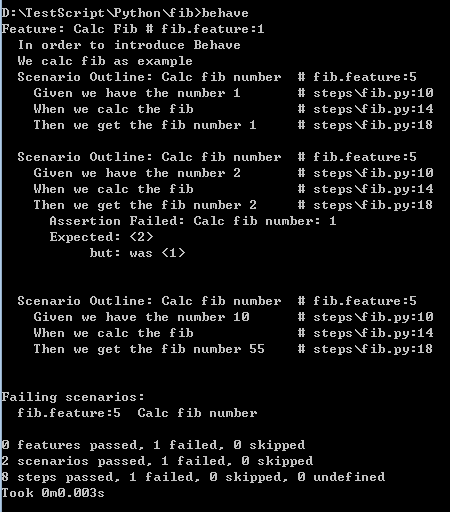 D:\TestScript\Python\fib>behave
Feature: Calc Fib # fib.feature:1
  In order to introduce Behave
  We calc fib as example
  Scenario Outline: Calc fib number  # fib.feature:5
    Given we have the number 1       # steps\fib.py:10
    When we calc the fib             # steps\fib.py:14
    Then we get the fib number 1     # steps\fib.py:18

  Scenario Outline: Calc fib number  # fib.feature:5
    Given we have the number 2       # steps\fib.py:10
    When we calc the fib             # steps\fib.py:14
    Then we get the fib number 2     # steps\fib.py:18
      Assertion Failed: Calc fib number: 1
      Expected: <2>
           but: was <1>

  Scenario Outline: Calc fib number  # fib.feature:5
    Given we have the number 10      # steps\fib.py:10
    When we calc the fib             # steps\fib.py:14
    Then we get the fib number 55    # steps\fib.py:18

Failing scenarios:
  fib.feature:5  Calc fib number

0 features passed, 1 failed, 0 skipped
2 scenarios passed, 1 failed, 0 skipped
8 steps passed, 1 failed, 0 skipped, 0 undefined
Took 0m0.003s